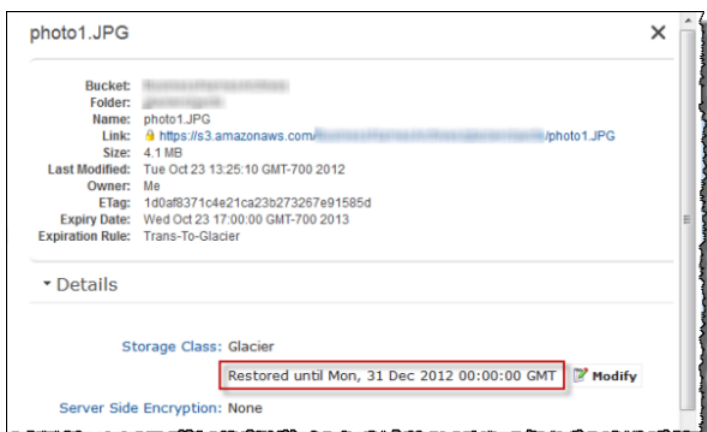 photo1.JPG
Bucket:
Folder:
Name: photo1.JPG
Link: https://s3.amazonaws.com/ /photo1.JPG
Size: 4.1 MB
Last Modified: Tue Oct 23 13:25:10 GMT-700 2012
Owner: Me
ETag: 1d0af8371c4e21ca23b273267e91585d
Expiry Date: Wed Oct 23 17:00:00 GMT-700 2013
Expiration Rule: Trans-To-Glacier
Details
Storage Class: Glacier
Restored until Mon, 31 Dec 2012 00:00:00 GMT Modify
Server Side Encryption: None